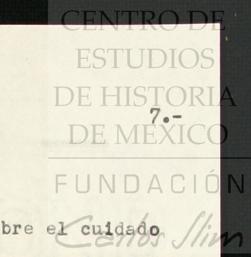 CENTRO DE
ESTUDIOS
DE HISTORIA
7.-
DE MÉXICO
FUNDACIÓN
bre el cuidado
Carlos Slim